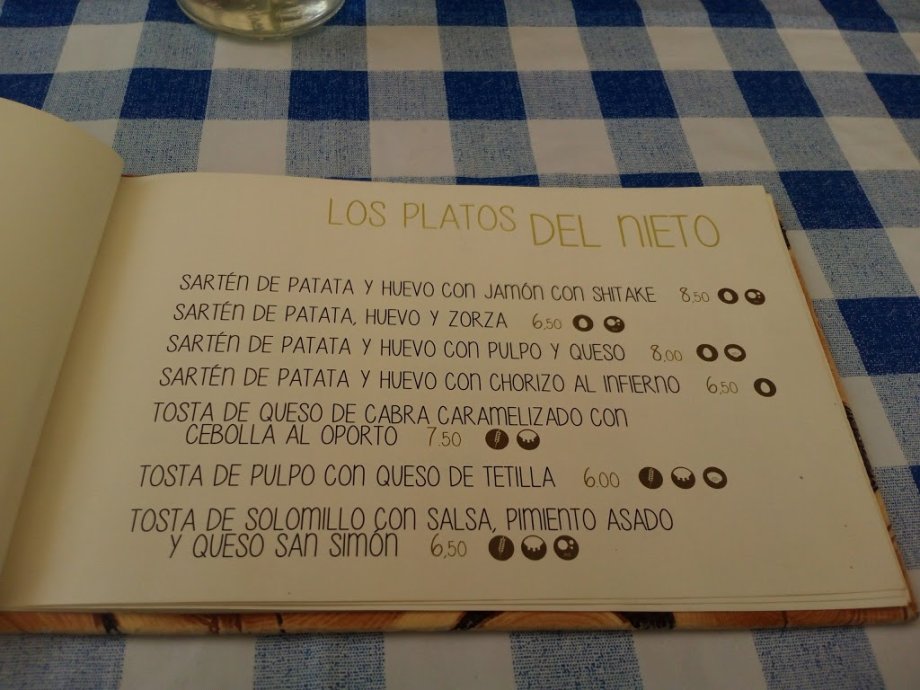 LOS PLATOS DEL NIETO
SARTÉN DE PATATA Y HUEVO CON JAMÓN CON SHITAKE 8,50
SARTÉN DE PATATA, HUEVO Y ZORZA 6,50
SARTÉN DE PATATA Y HUEVO CON PULPO Y QUESO 8,00
SARTÉN DE PATATA Y HUEVO CON CHORIZO AL INFIERNO 6,50
TOSTA DE QUESO DE CABRA CARAMELIZADO CON
CEBOLLA AL OPORTO 7.50
TOSTA DE PULPO CON QUESO DE TETILLA 6.00
TOSTA DE SOLOMILLO CON SALSA, PIMIENTO ASADO
Y QUESO SAN SIMÓN 6,50